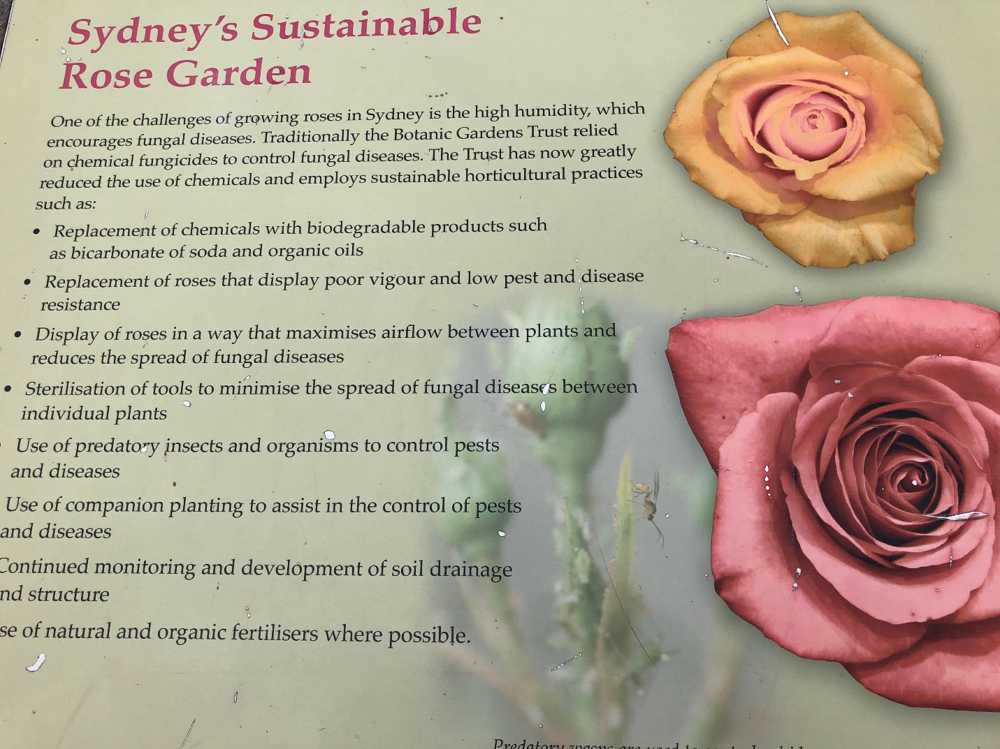 Sydney's Sustainable
Rose Garden
One of the challenges of growing roses in Sydney is the high humidity, which
encourages fungal diseases. Traditionally the Botanic Gardens Trust relied
on chemical fungicides to control fungal diseases. The Trust has now greatly
reduced the use of chemicals and employs sustainable horticultural practices
such as:
• Replacement of chemicals with biodegradable products such
as bicarbonate of soda and organic oils
• Replacement of roses that display poor vigour and low pest and disease
resistance
• Display of roses in a way that maximises airflow between plants and
reduces the spread of fungal diseases
• Sterilisation of tools to minimise the spread of fungal diseases between
individual plants
Use of predatory insects and organisms to control pests
and diseases
Use of companion planting to assist in the control of pests
and diseases
Continued monitoring and development of soil drainage
nd structure
se of natural and organic fertilisers where possible.
Predatory wasps are used to